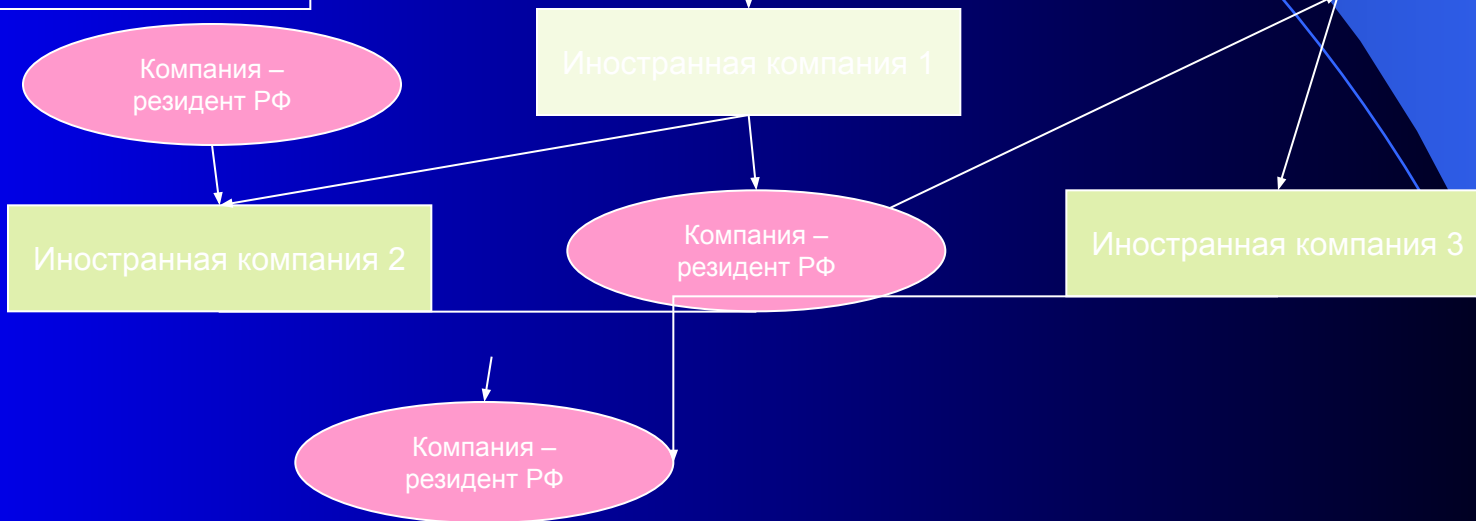 Компания –
резидент РФ
Иностранная компания 1
Иностранная компания 2
Компания –
резидент РФ
Иностранная компания 3
Компания –
резидент РФ